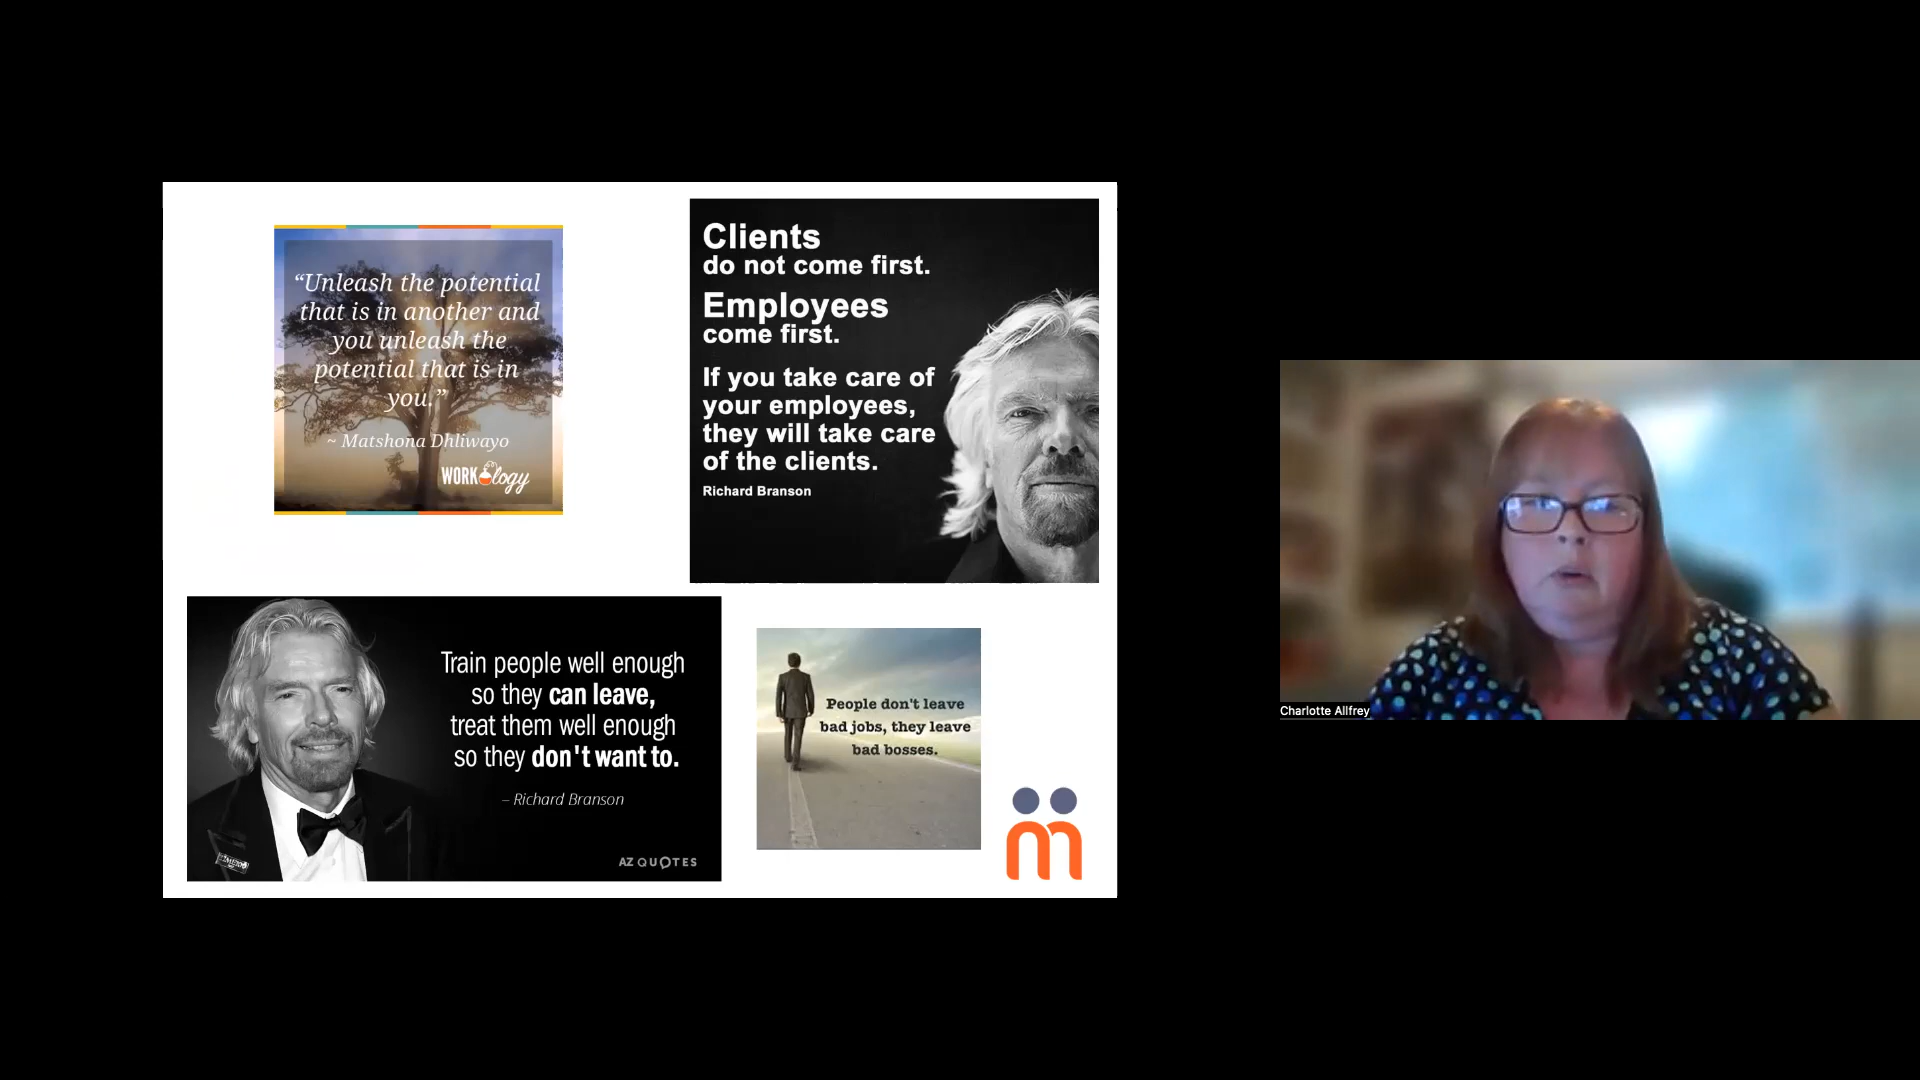 “Unleash the potential
that is in another and
you unleash the
potential that is in
you.”
~ Matshona Dhliwayo
WORKology
Clients
do not come first.
Employees
come first.
If you take care of
your employees,
they will take care
of the clients.
Richard Branson
Train people well enough
so they can leave,
treat them well enough
so they don't want to.
– Richard Branson
AZ QUOTES
People don't leave
bad jobs, they leave
bad bosses.
Charlotte Allfrey